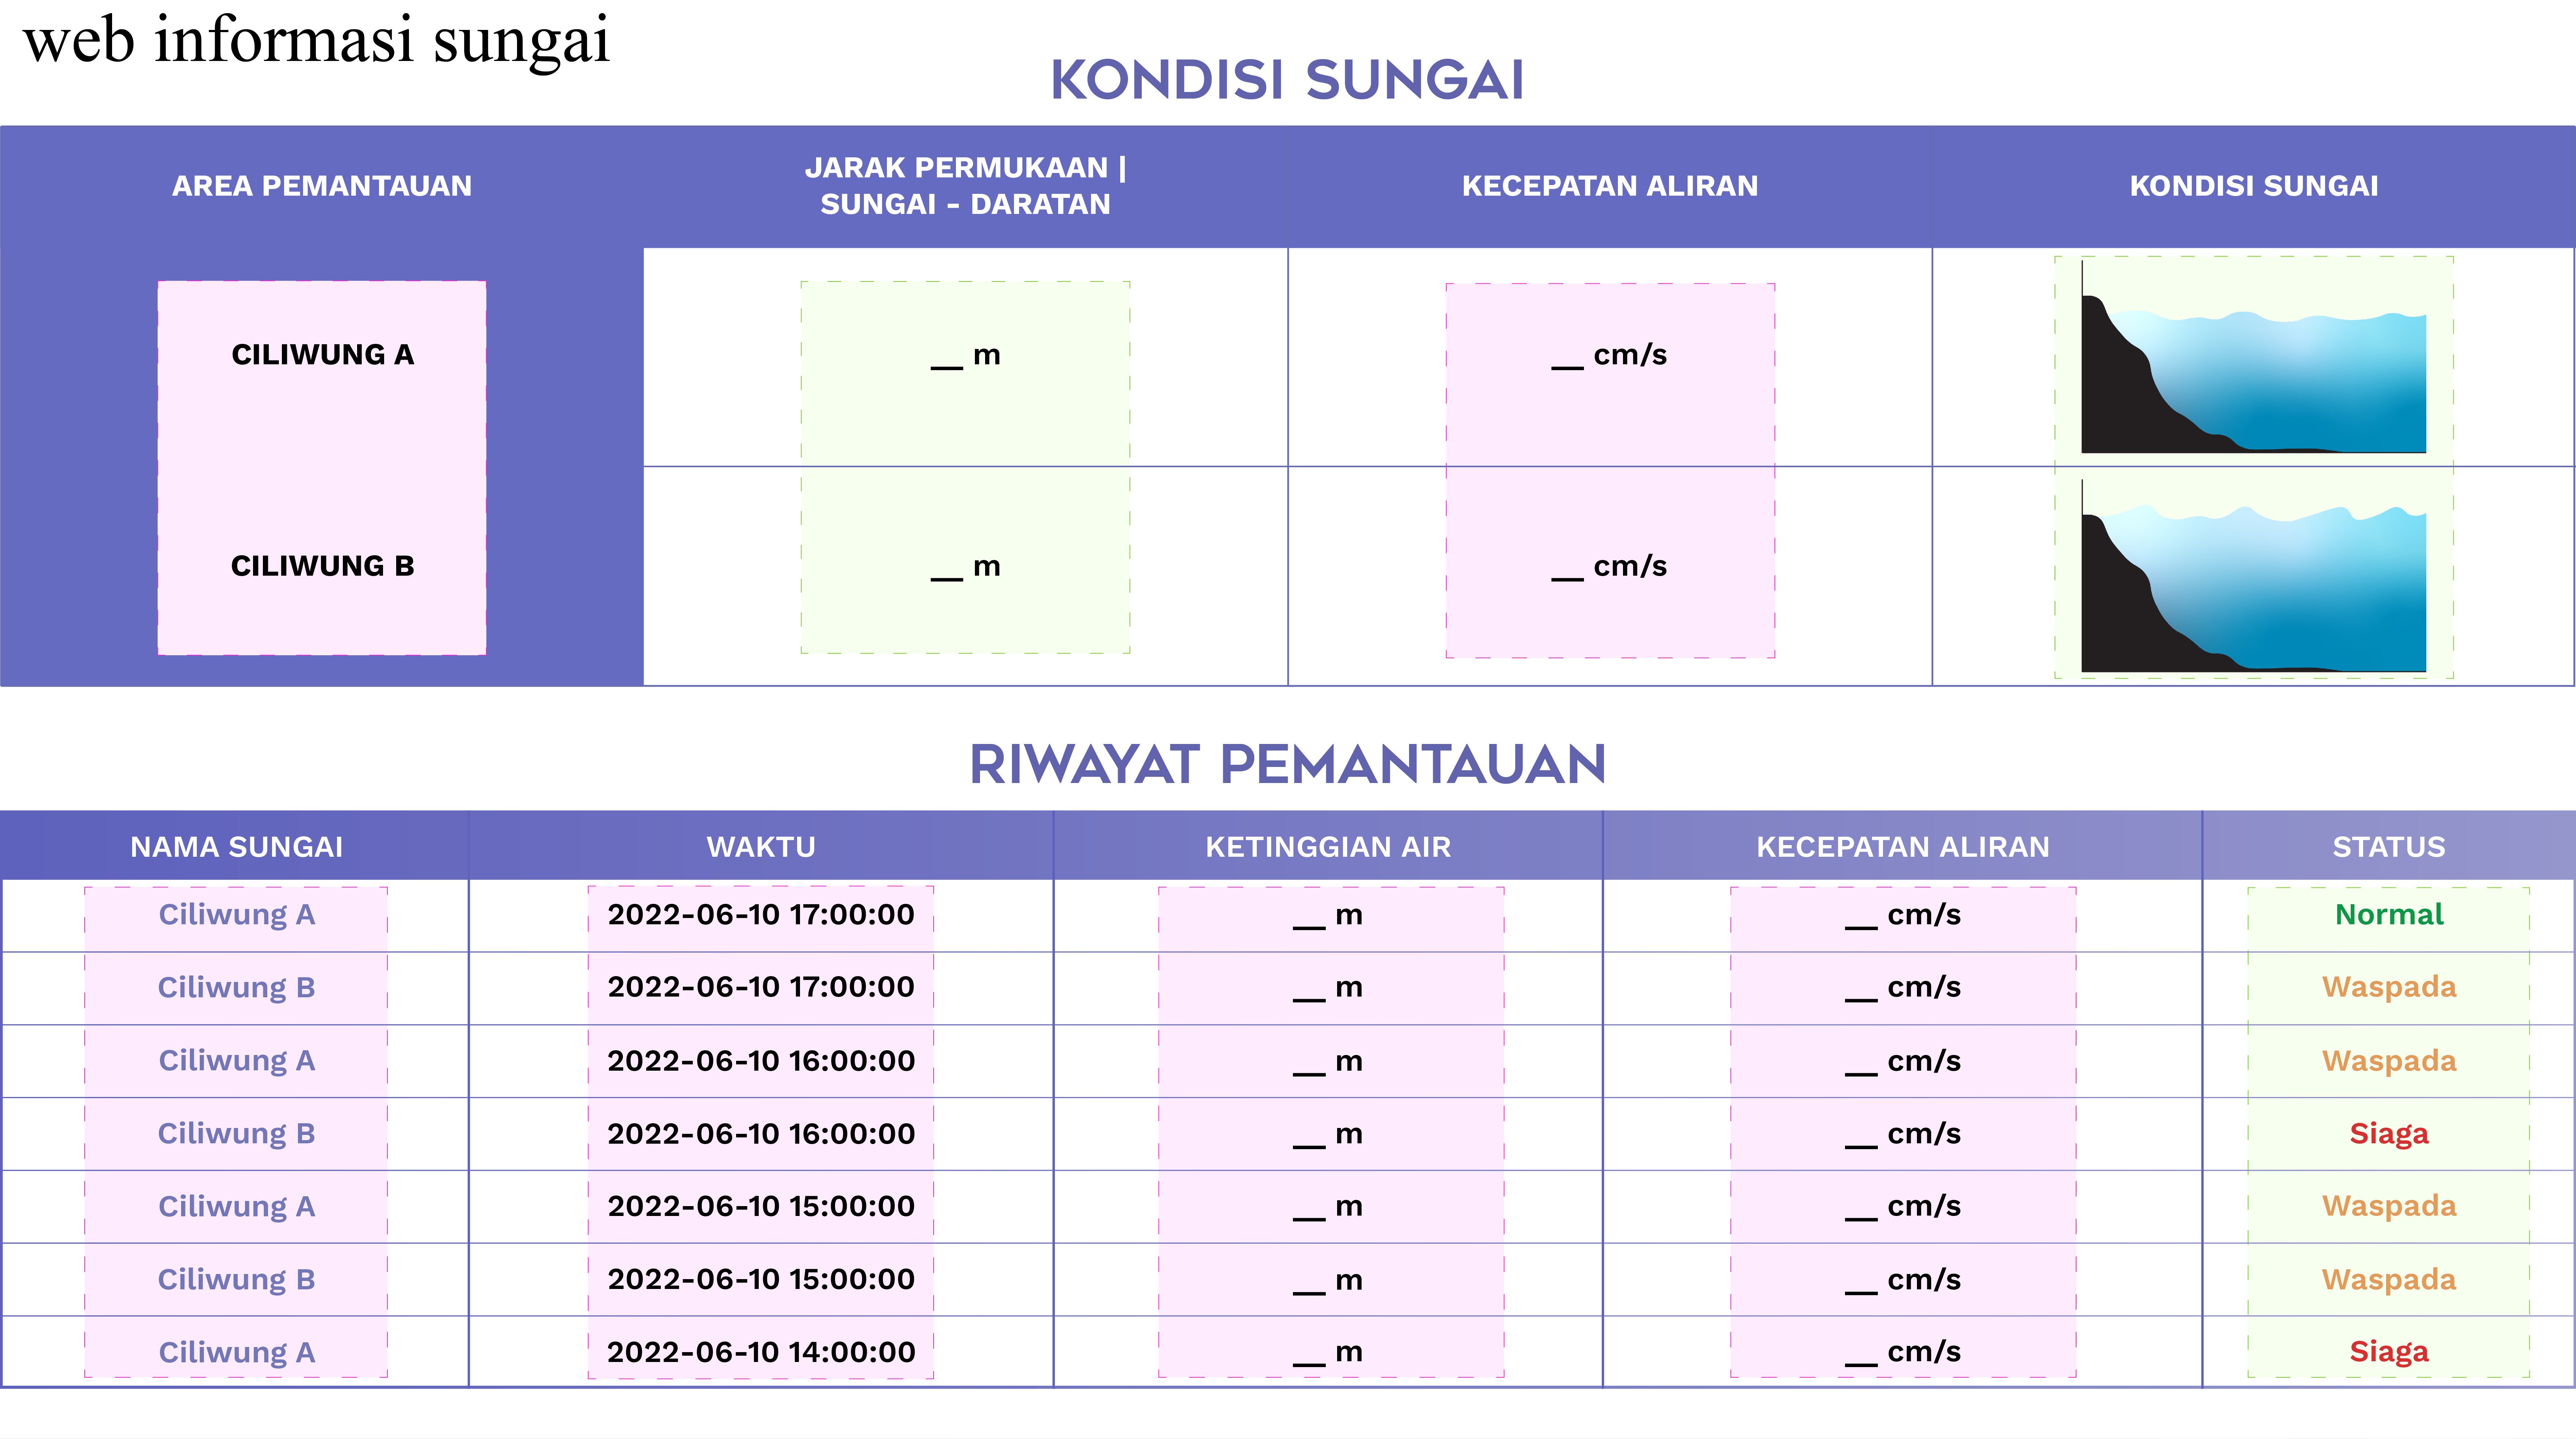 web informasi sungai
KONDISI SUNGAI
AREA PEMANTAUAN
JARAK PERMUKAAN |
SUNGAI - DARATAN
KECEPATAN ALIRAN
KONDISI SUNGAI
CILIWUNG A
__ m
__ cm/s
CILIWUNG B
__ m
__ cm/s
RIWAYAT PEMANTAUAN
NAMA SUNGAI WAKTU KETINGGIAN AIR KECEPATAN ALIRAN STATUS
Ciliwung A 2022-06-10 17:00:00 __ m __ cm/s Normal
Ciliwung B 2022-06-10 17:00:00 __ m __ cm/s Waspada
Ciliwung A 2022-06-10 16:00:00 __ m __ cm/s Waspada
Ciliwung B 2022-06-10 16:00:00 __ m __ cm/s Siaga
Ciliwung A 2022-06-10 15:00:00 __ m __ cm/s Waspada
Ciliwung B 2022-06-10 15:00:00 __ m __ cm/s Waspada
Ciliwung A 2022-06-10 14:00:00 __ m __ cm/s Siaga